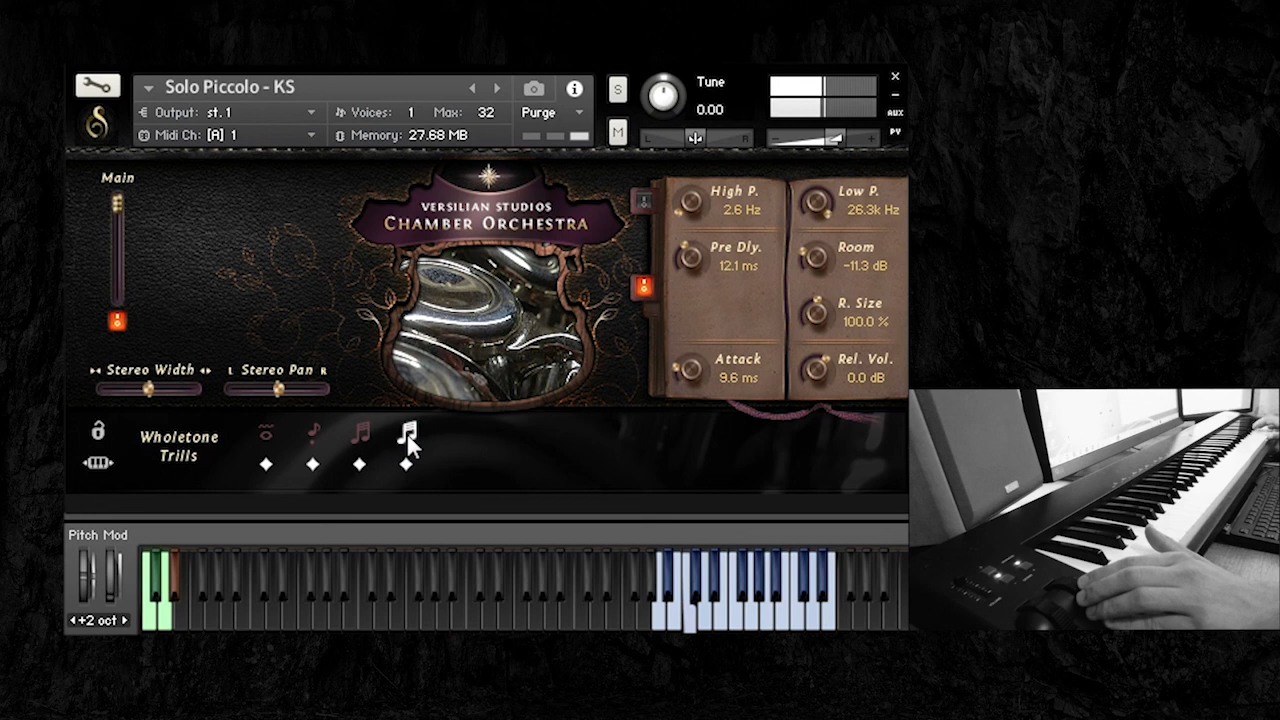 Solo Piccolo - KS
Output: st.1
Voices: 1 Max: 32
Purge
Midi Ch: [A] 1
Memory: 27.68 MB
S
M
Tune
0.00
L
R
AUX
PV
Main
VERSILIAN STUDIOS
CHAMBER ORCHESTRA
High P.
2.6 Hz
Low P.
26.3k Hz
Pre Dly.
12.1 ms
Room
-11.3 dB
R. Size
100.0 %
Attack
9.6 ms
Rel. Vol.
0.0 dB
Stereo Width
L Stereo Pan R
Wholetone
Trills
Pitch Mod
+2 oct